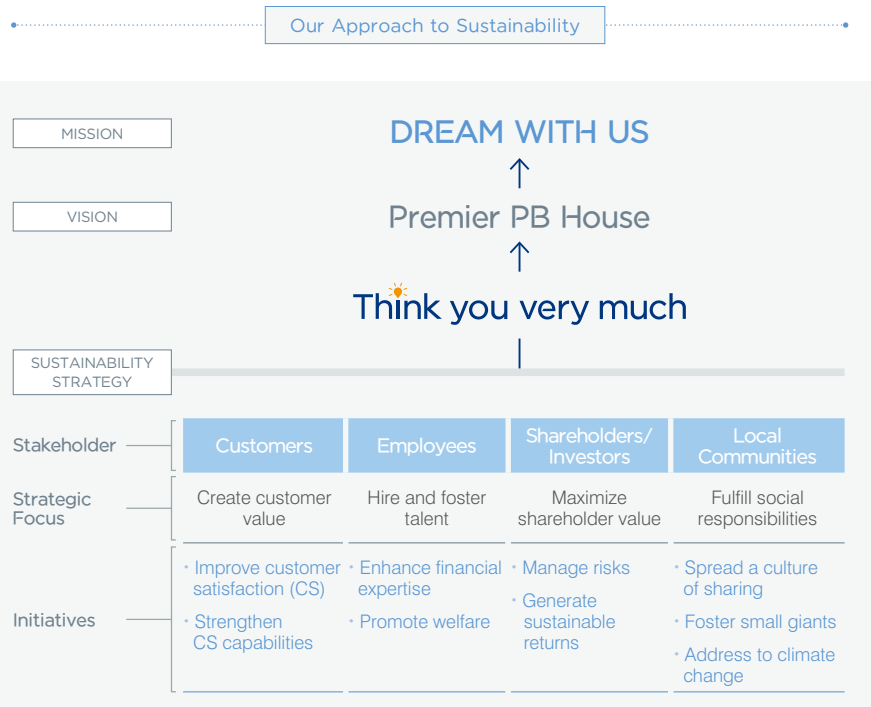 Our Approach to Sustainability
MISSION
DREAM WITH US
VISION
Premier PB House
Think you very much
SUSTAINABILITY
STRATEGY
Stakeholder
Customers
Employees
Shareholders/
Investors
Local
Communities
Strategic
Focus
Create customer
value
Hire and foster
talent
Maximize
shareholder value
Fulfill social
responsibilities
Initiatives
· Improve customer
satisfaction (CS)
· Strengthen
CS capabilities
· Enhance financial
expertise
· Promote welfare
· Manage risks
· Generate
sustainable
returns
· Spread a culture
of sharing
· Foster small giants
· Address to climate
change